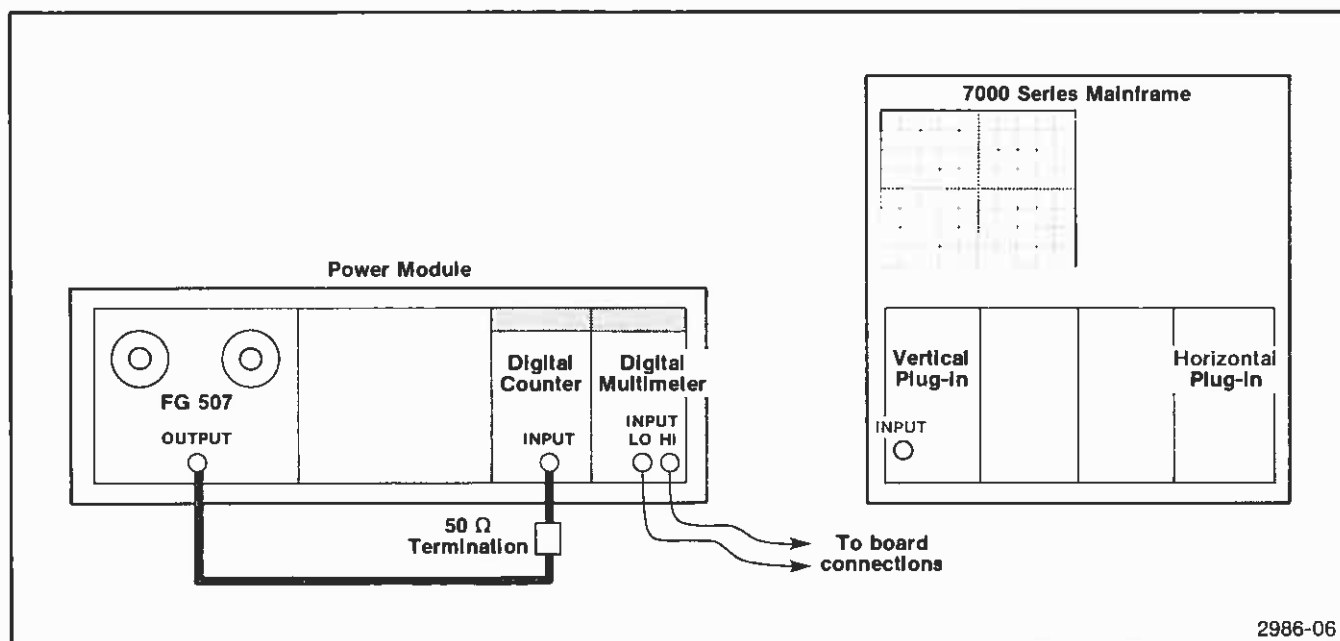 7000 Series Mainframe
Power Module
FG 507
OUTPUT
Digital
Counter
INPUT
Digital
Multimeter
INPUT
LO HI
Vertical
Plug-in
INPUT
Horizontal
Plug-in
50 Ω
Termination
To board
connections
2986-06